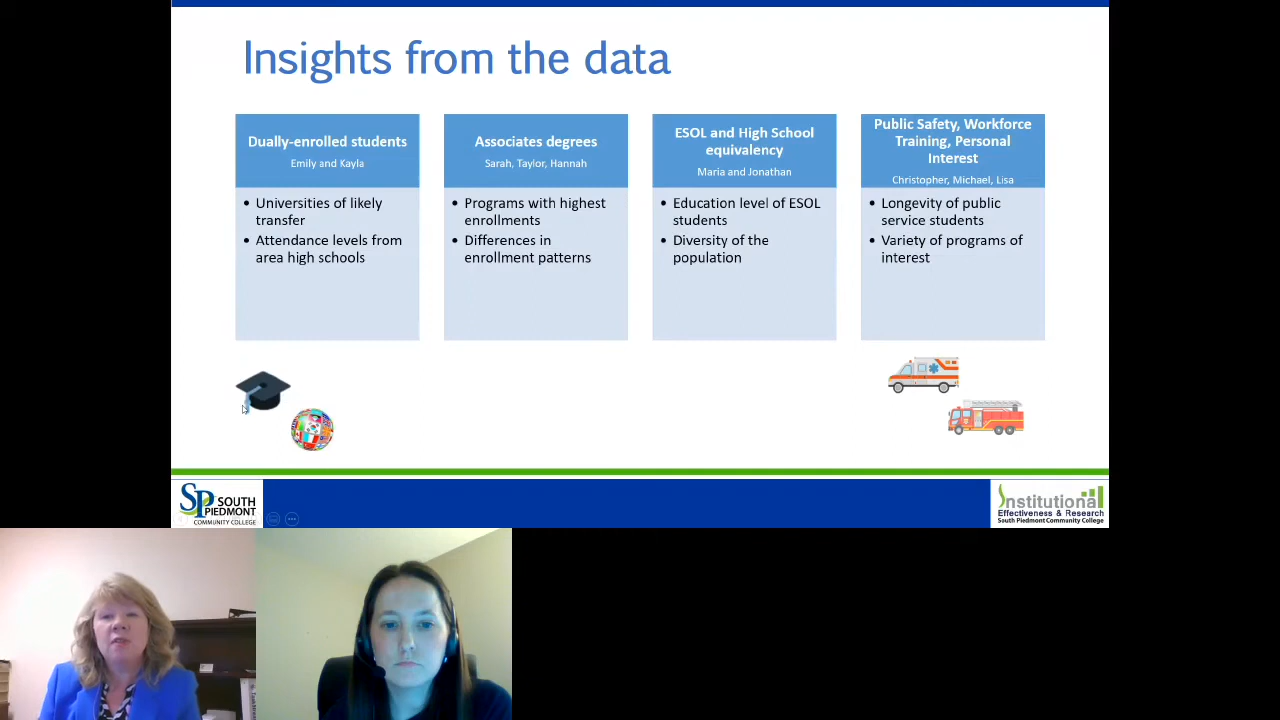 Insights from the data
Dually-enrolled students
Emily and Kayla
• Universities of likely
transfer
• Attendance levels from
area high schools
Associates degrees
Sarah, Taylor, Hannah
• Programs with highest
enrollments
• Differences in
enrollment patterns
ESOL and High School
equivalency
Maria and Jonathan
• Education level of ESOL
students
• Diversity of the
population
Public Safety, Workforce
Training, Personal
Interest
Christopher, Michael, Lisa
• Longevity of public
service students
• Variety of programs of
interest
SP SOUTH
PIEDMONT
COMMUNITY COLLEGE
Institutional
Effectiveness & Research
South Piedmont Community College